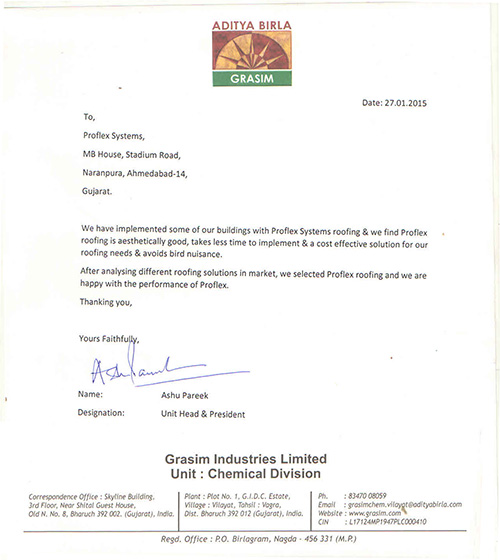 ADITYA BIRLA
GRASIM
Date: 27.01.2015
To,
Proflex Systems,
MB House, Stadium Road,
Naranpura, Ahmedabad-14,
Gujarat.
We have implemented some of our buildings with Proflex Systems roofing & we find Proflex
roofing is aesthetically good, takes less time to implement & a cost effective solution for our
roofing needs & avoids bird nuisance.
After analysing different roofing solutions in market, we selected Proflex roofing and we are
happy with the performance of Proflex.
Thanking you,
Yours Faithfully,
Name: Ashu Pareek
Designation: Unit Head & President
Grasim Industries Limited
Unit : Chemical Division
Correspondence Office : Skyline Building,
3rd Floor, Near Shital Guest House,
Old N. No. 8, Bharuch 392 002. (Gujarat), India.
Plant : Plot No. 1, G.I.D.C. Estate,
Village : Vilayat, Tahsil : Vagra,
Dist. Bharuch 392 012 (Gujarat), India.
Ph. : 83470 08059
Email : grasimchem.vilayat@adityabirla.com
Website : www.grasim.com
CIN : L17124MP1947PLC000410
Regd. Office : P.O. Birlagram, Nagda - 456 331 (M.P.)